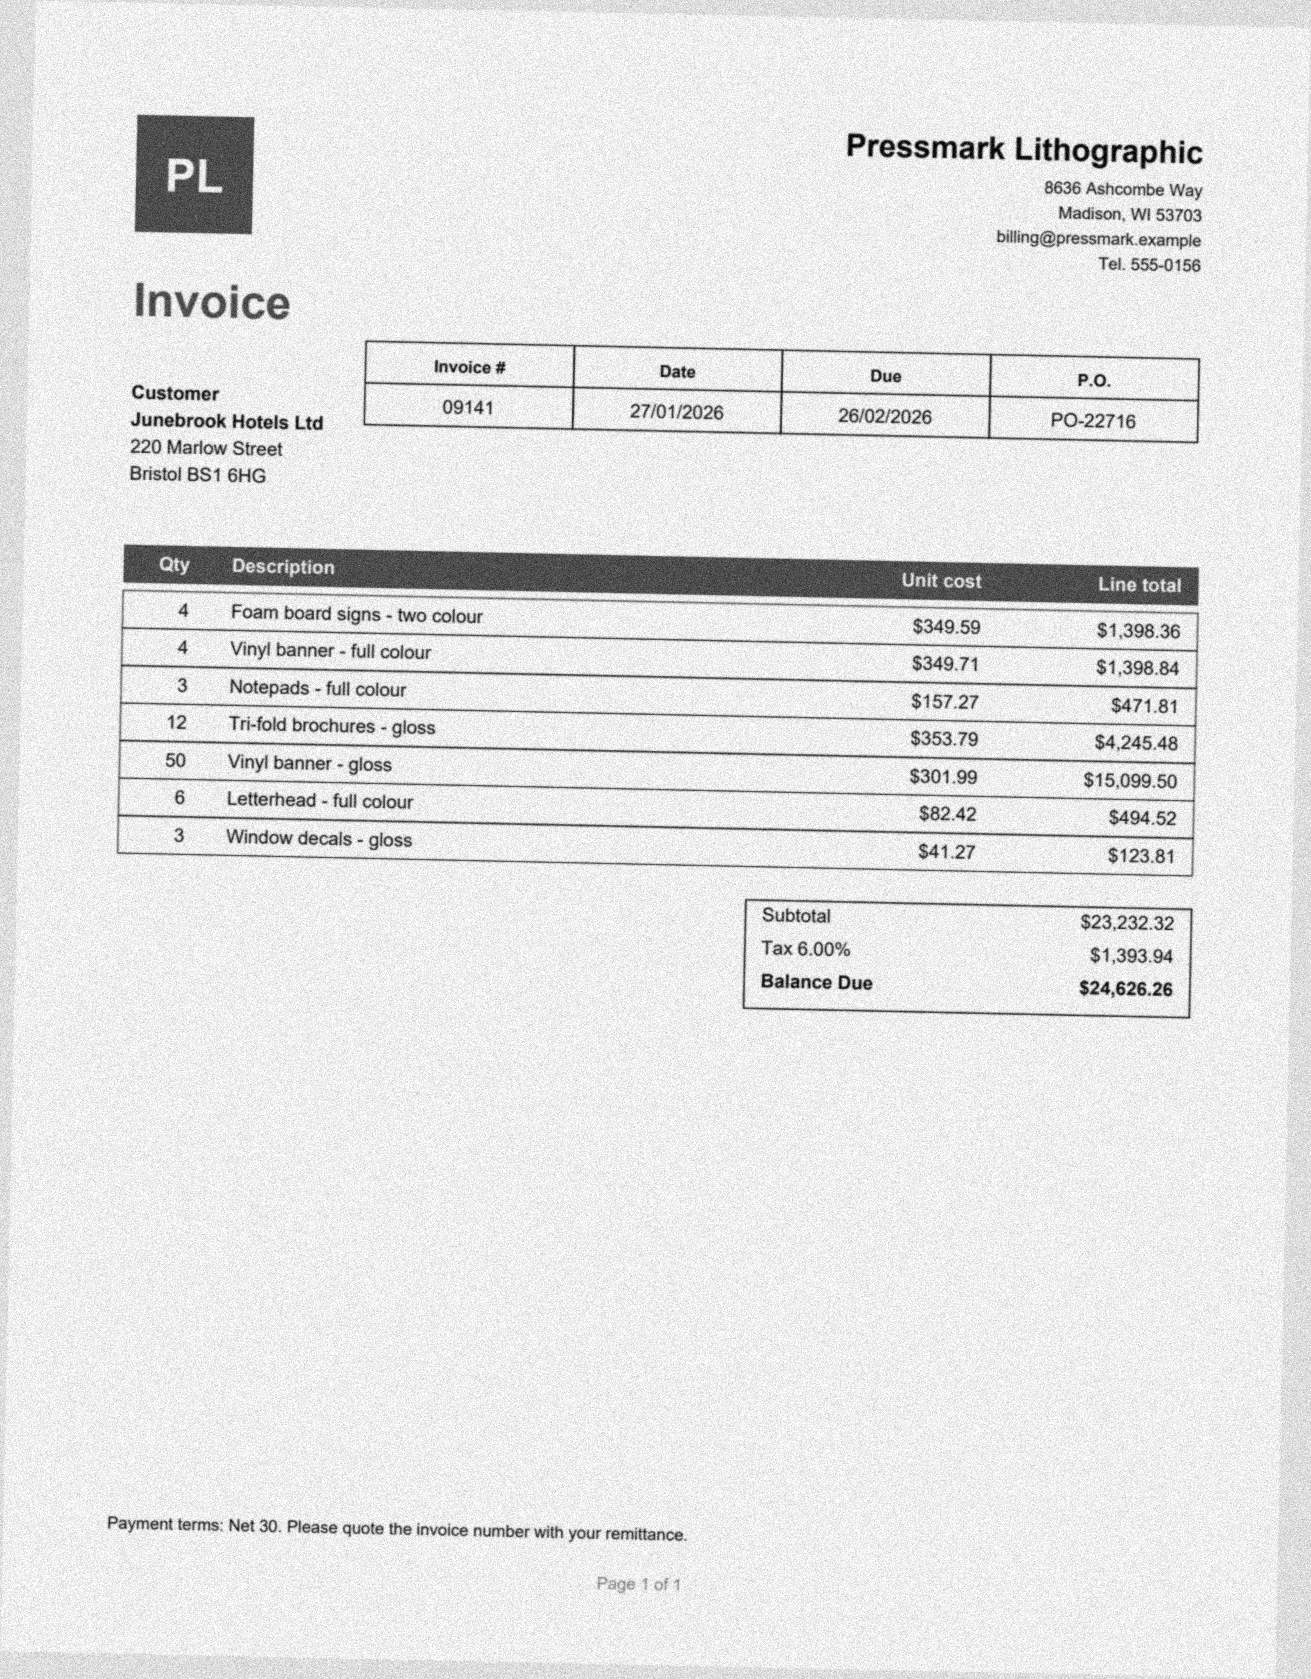 PL
Pressmark Lithographic
8636 Ashcombe Way
Madison, WI 53703
billing@pressmark.example
Tel. 555-0156
Invoice
Invoice # Date Due P.O.
09141 27/01/2026 26/02/2026 PO-22716
Customer
Junebrook Hotels Ltd
220 Marlow Street
Bristol BS1 6HG
Qty Description Unit cost Line total
4 Foam board signs - two colour $349.59 $1,398.36
4 Vinyl banner - full colour $349.71 $1,398.84
3 Notepads - full colour $157.27 $471.81
12 Tri-fold brochures - gloss $353.79 $4,245.48
50 Vinyl banner - gloss $301.99 $15,099.50
6 Letterhead - full colour $82.42 $494.52
3 Window decals - gloss $41.27 $123.81
Subtotal $23,232.32
Tax 6.00% $1,393.94
Balance Due $24,626.26
Payment terms: Net 30. Please quote the invoice number with your remittance.
Page 1 of 1